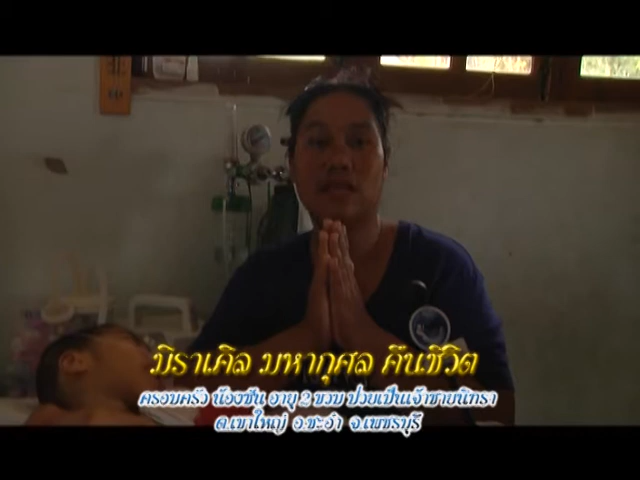 มิราเคิล มหากุศล คืนชีวิต
ครอบครัว น้องซัน อายุ 2 ขวบ ป่วยเป็นเจ้าชายนิทรา
ต.เขาใหญ่ อ.ชะอำ จ.เพชรบุรี